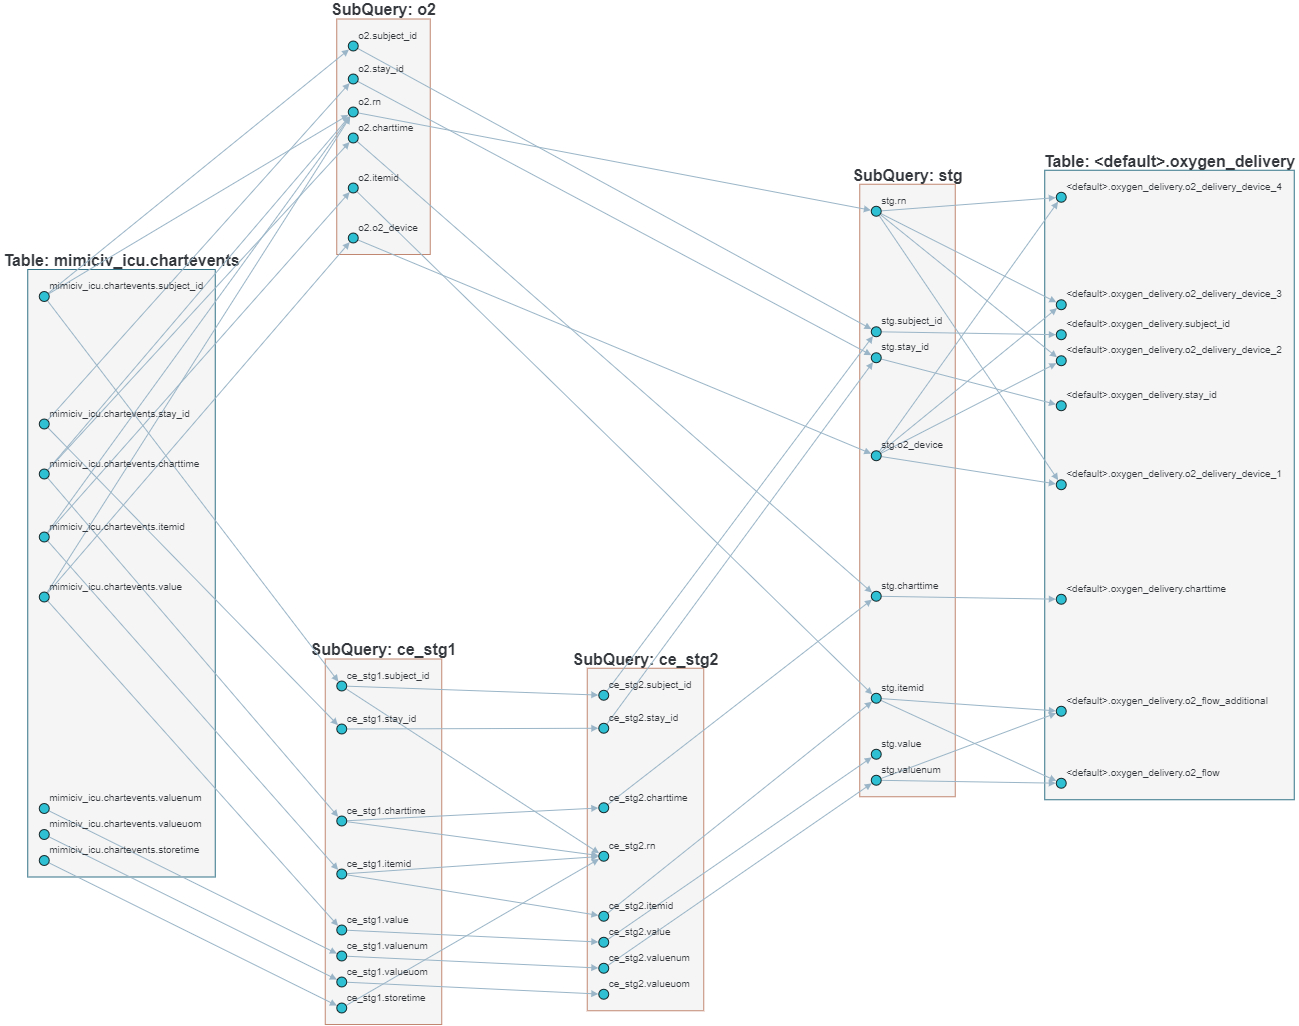 SubQuery: o2
o2.subject_id
o2.stay_id
o2.rn
o2.charttime
o2.itemid
o2.o2_device
Table: mimiciv_icu.chartevents
mimiciv_icu.chartevents.subject_id
mimiciv_icu.chartevents.stay_id
mimiciv_icu.chartevents.charttime
mimiciv_icu.chartevents.itemid
mimiciv_icu.chartevents.value
mimiciv_icu.chartevents.valuenum
mimiciv_icu.chartevents.valueuom
mimiciv_icu.chartevents.storetime
SubQuery: ce_stg1
ce_stg1.subject_id
ce_stg1.stay_id
ce_stg1.charttime
ce_stg1.itemid
ce_stg1.value
ce_stg1.valuenum
ce_stg1.valueuom
ce_stg1.storetime
SubQuery: ce_stg2
ce_stg2.subject_id
ce_stg2.stay_id
ce_stg2.charttime
ce_stg2.rn
ce_stg2.itemid
ce_stg2.value
ce_stg2.valuenum
ce_stg2.valueuom
SubQuery: stg
stg.rn
stg.subject_id
stg.stay_id
stg.o2_device
stg.charttime
stg.itemid
stg.value
stg.valuenum
Table: <default>.oxygen_delivery
<default>.oxygen_delivery.o2_delivery_device_4
<default>.oxygen_delivery.o2_delivery_device_3
<default>.oxygen_delivery.subject_id
<default>.oxygen_delivery.o2_delivery_device_2
<default>.oxygen_delivery.stay_id
<default>.oxygen_delivery.o2_delivery_device_1
<default>.oxygen_delivery.charttime
<default>.oxygen_delivery.o2_flow_additional
<default>.oxygen_delivery.o2_flow